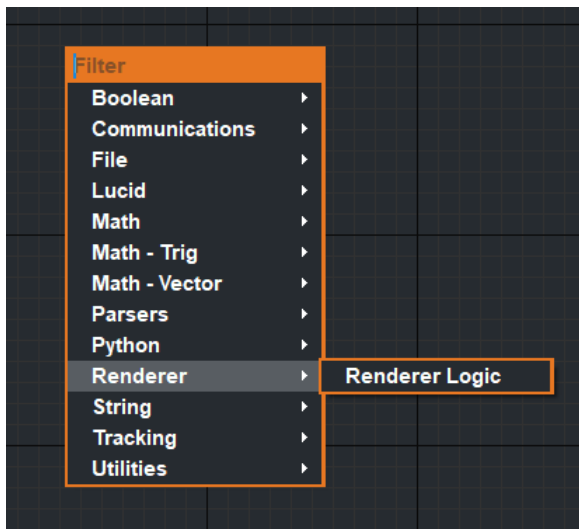 Filter
Boolean
Communications
File
Lucid
Math
Math - Trig
Math - Vector
Parsers
Python
Renderer
Renderer Logic
String
Tracking
Utilities